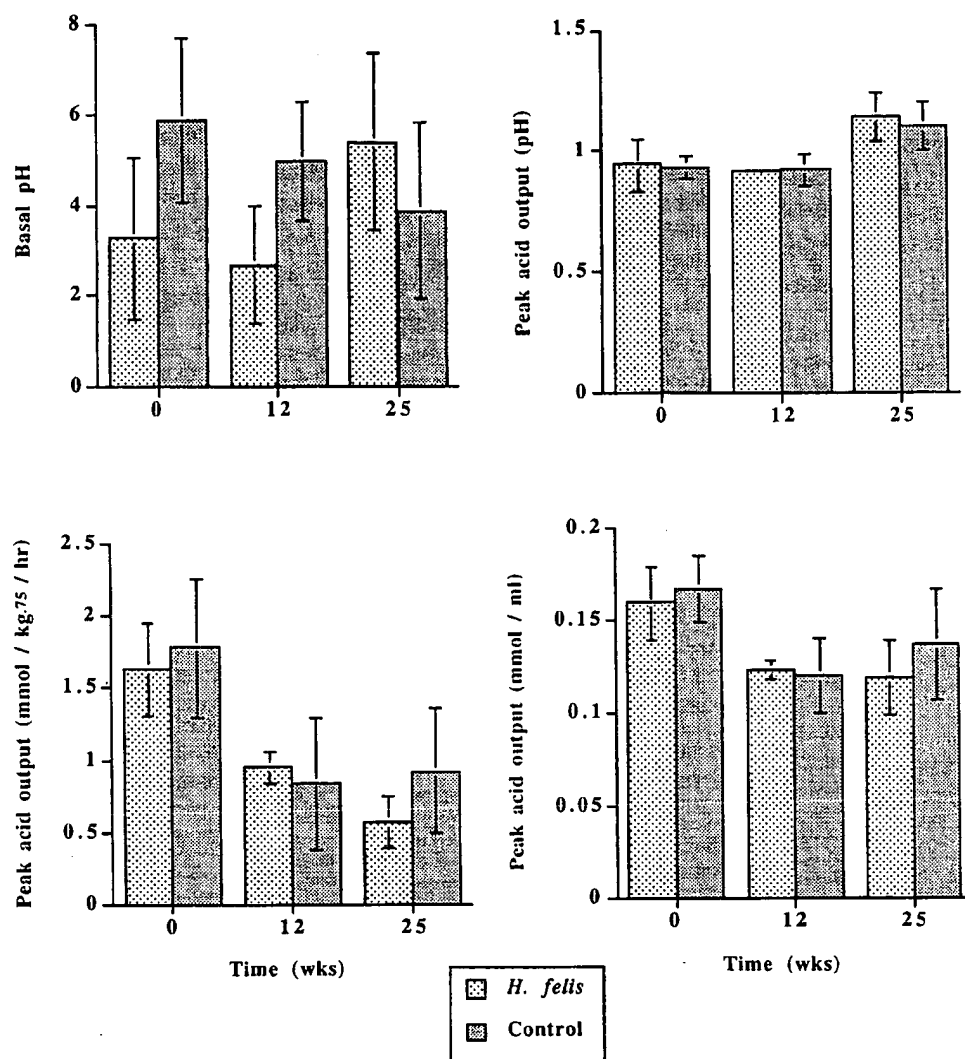 Basal pH
8
6
4
2
0
0 12 25
Peak acid output (pH)
1.5
1
0.5
0
0 12 25
Peak acid output (mmol / kg.75 / hr)
2.5
2
1.5
1
0.5
0
0 12 25
Time (wks)
Peak acid output (mmol / ml)
0.2
0.15
0.1
0.05
0
0 12 25
Time (wks)
H. felis
Control